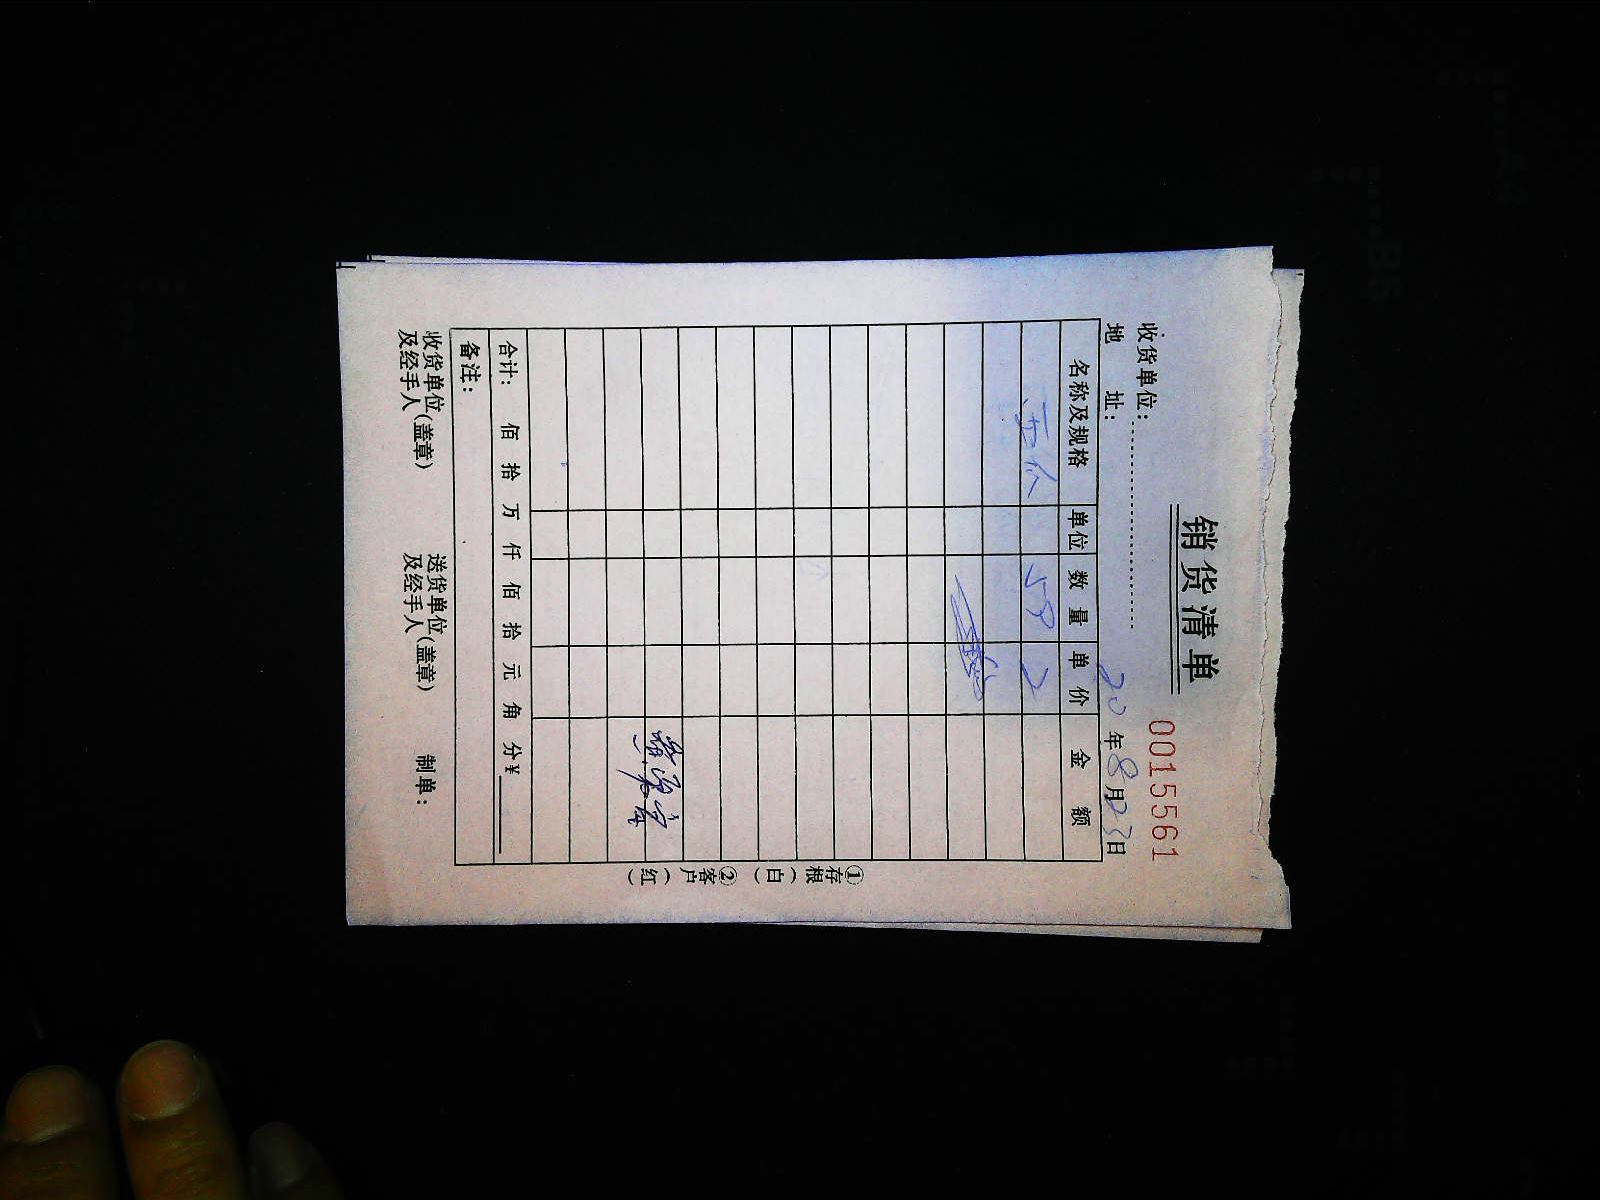 销货清单
0015561
收货单位:
20年8月23日
地 址:
名称及规格 单位 数量 单价 金额
58 2
合计: 佰 拾 万 仟 佰 拾 元 角 分¥
备注:
收货单位(盖章)
及经手人
送货单位(盖章)
及经手人
制单:
①存根(白) ②客户(红)